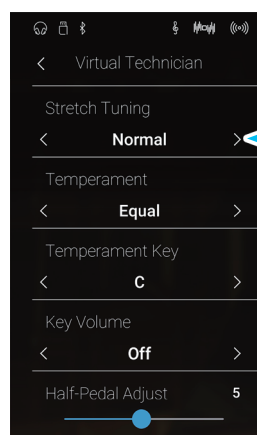 Virtual Technician
Stretch Tuning
Normal
Temperament
Equal
Temperament Key
C
Key Volume
Off
Half-Pedal Adjust 5